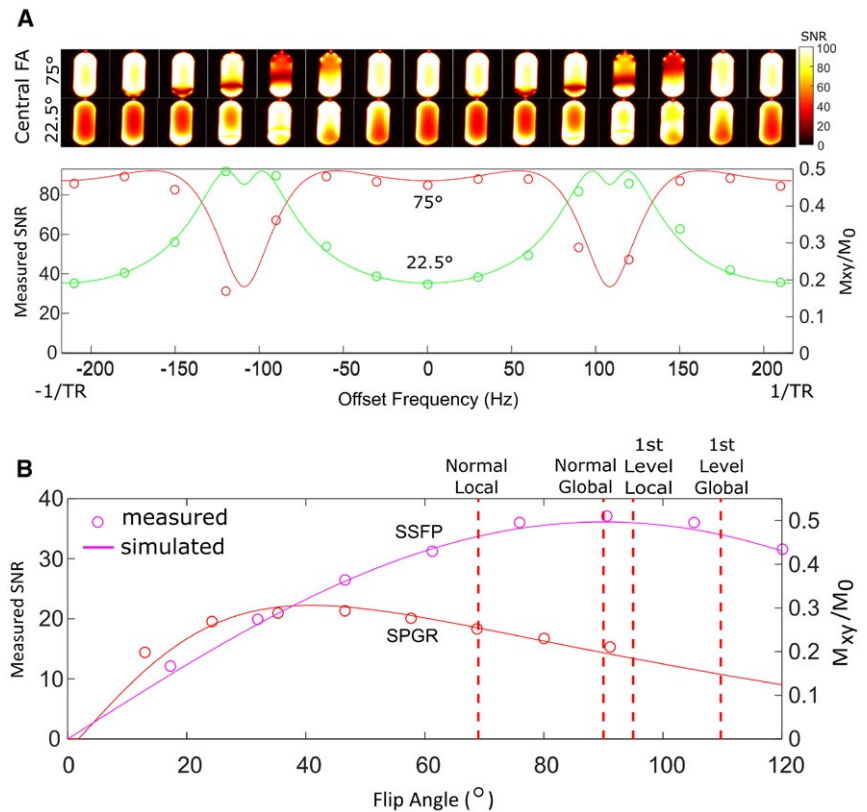 A
SNR
Central FA
75°
22.5°
100
80
60
40
20
0
Measured SNR
80
60
40
20
0
75°
22.5°
0.5
0.4
0.3
0.2
0.1
0
Mxy/M0
-200 -150 -100 -50 0 50 100 150 200
-1/TR
Offset Frequency (Hz)
1/TR
B
Normal Local
Normal Global
1st Level Local
1st Level Global
Measured SNR
40
30
20
10
0
measured
simulated
SSFP
SPGR
0.5
0.4
0.3
0.2
0.1
0
Mxy/M0
0 20 40 60 80 100 120
Flip Angle (°)